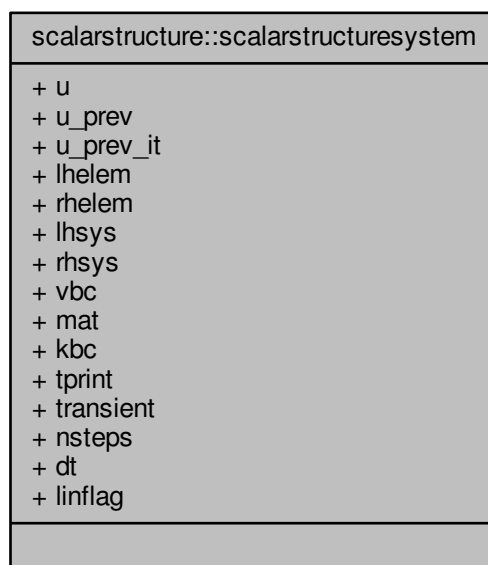 scalarstructure::scalarstructuresystem
+ u
+ u_prev
+ u_prev_it
+ lhelem
+ rhelem
+ lhsys
+ rhsys
+ vbc
+ mat
+ kbc
+ tprint
+ transient
+ nsteps
+ dt
+ linflag